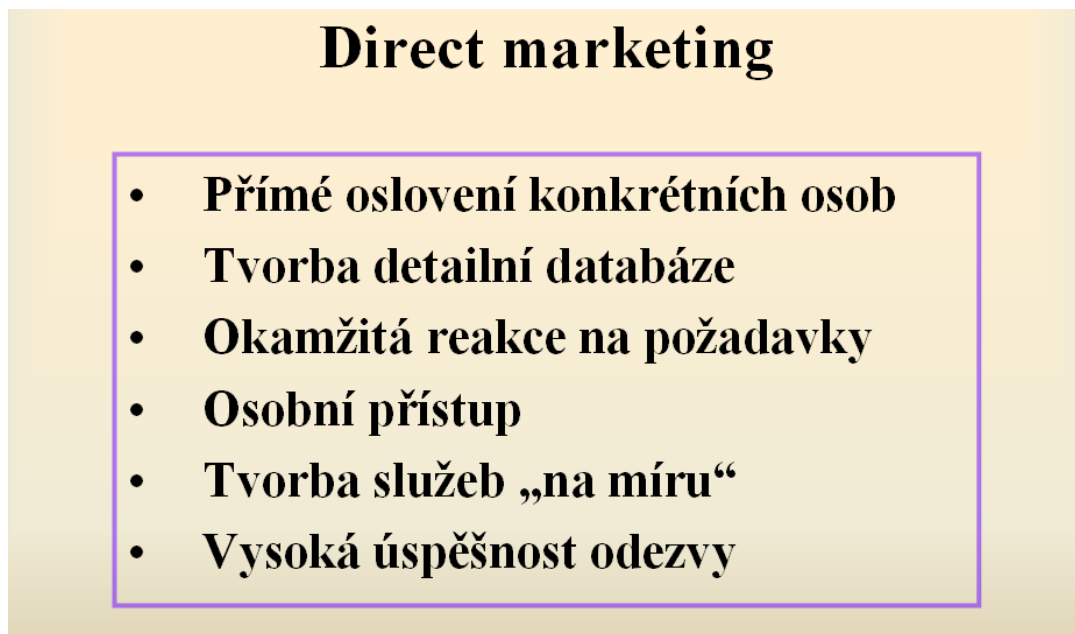 Direct marketing
• Přímé oslovení konkrétních osob
• Tvorba detailní databáze
• Okamžitá reakce na požadavky
• Osobní přístup
• Tvorba služeb „na míru“
• Vysoká úspěšnost odezvy